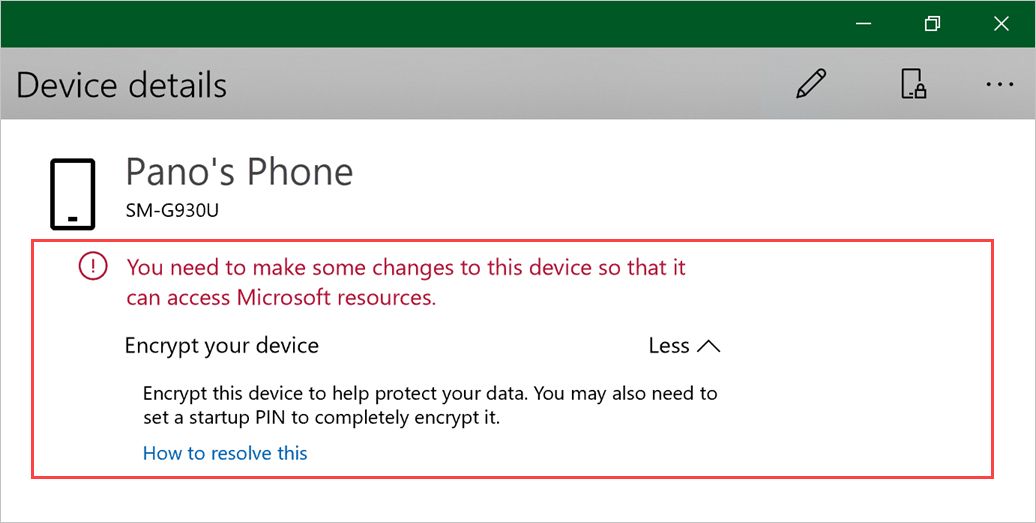 Device details
Pano's Phone
SM-G930U
You need to make some changes to this device so that it
can access Microsoft resources.
Encrypt your device Less
Encrypt this device to help protect your data. You may also need to
set a startup PIN to completely encrypt it.
How to resolve this